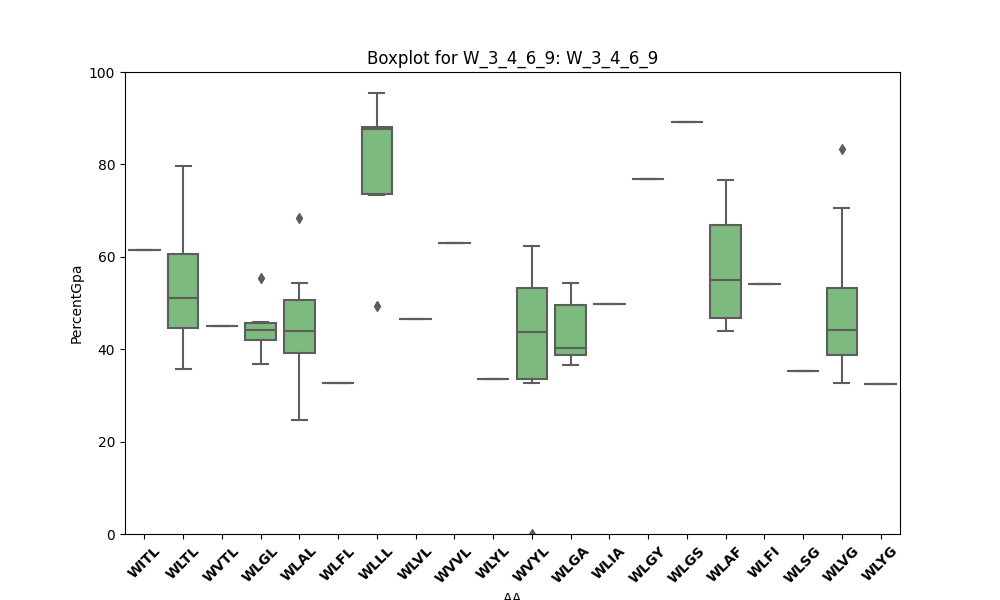 Boxplot for W_3_4_6_9: W_3_4_6_9
100
80
60
40
20
0
PercentGpa
WITL WLTL WVTL WLGL WLAL WLFL WLLL WLVL WVVL WLYL WVYL WLGA WLIA WLGY WLGS WLAF WLFI WLSG WLVG WLYG
AA